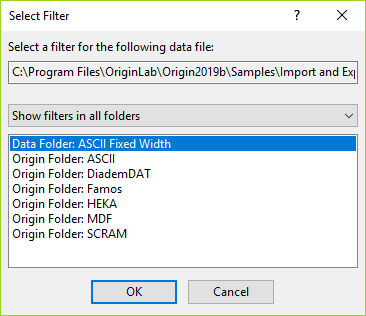 Select Filter
Select a filter for the following data file:
C:\Program Files\OriginLab\Origin2019b\Samples\Import and Exp
Show filters in all folders
Data Folder: ASCII Fixed Width
Origin Folder: ASCII
Origin Folder: DiademDAT
Origin Folder: Famos
Origin Folder: HEKA
Origin Folder: MDF
Origin Folder: SCRAM
OK Cancel